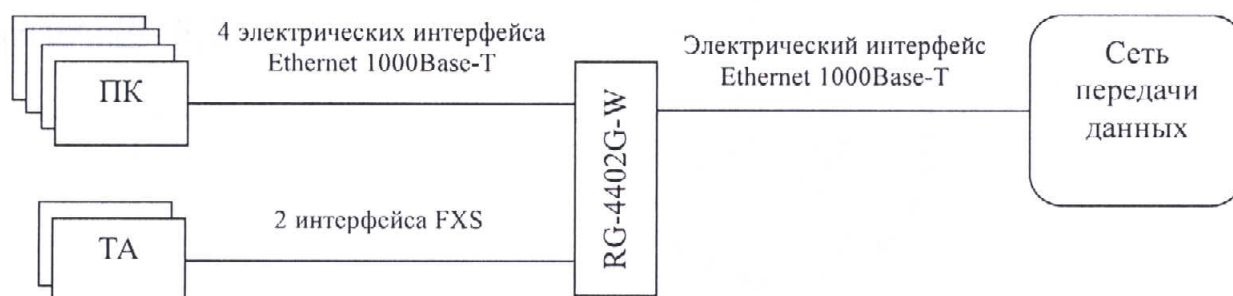 4 электрических интерфейса
Ethernet 1000Base-T
ПК
Электрический интерфейс
Ethernet 1000Base-T
Сеть
передачи
данных
RG-4402G-W
2 интерфейса FXS
ТА